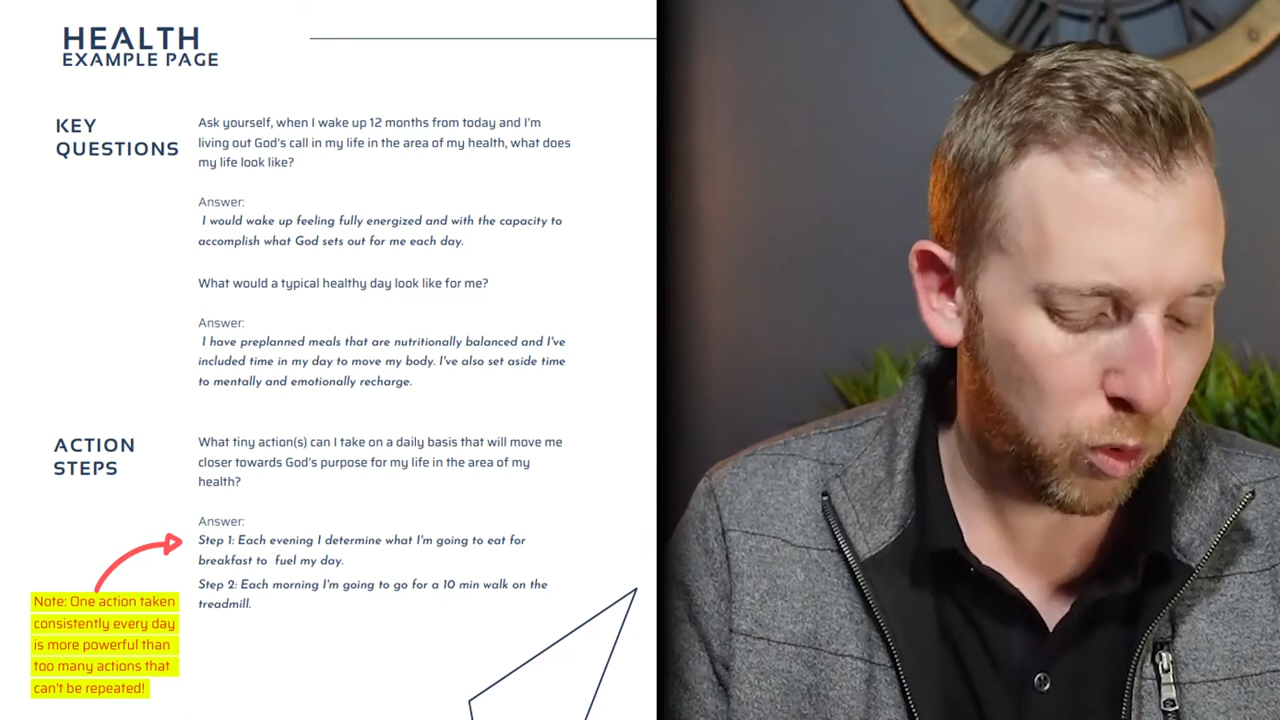 HEALTH
EXAMPLE PAGE
KEY
QUESTIONS
Ask yourself, when I wake up 12 months from today and I'm
living out God's call in my life in the area of my health, what does
my life look like?
Answer:
I would wake up feeling fully energized and with the capacity to
accomplish what God sets out for me each day.
What would a typical healthy day look like for me?
Answer:
I have preplanned meals that are nutritionally balanced and I've
included time in my day to move my body. I've also set aside time
to mentally and emotionally recharge.
ACTION
STEPS
What tiny action(s) can I take on a daily basis that will move me
closer towards God's purpose for my life in the area of my
health?
Answer:
Step 1: Each evening I determine what I'm going to eat for
breakfast to fuel my day.
Step 2: Each morning I'm going to go for a 10 min walk on the
treadmill.
Note: One action taken
consistently every day
is more powerful than
too many actions that
can't be repeated!